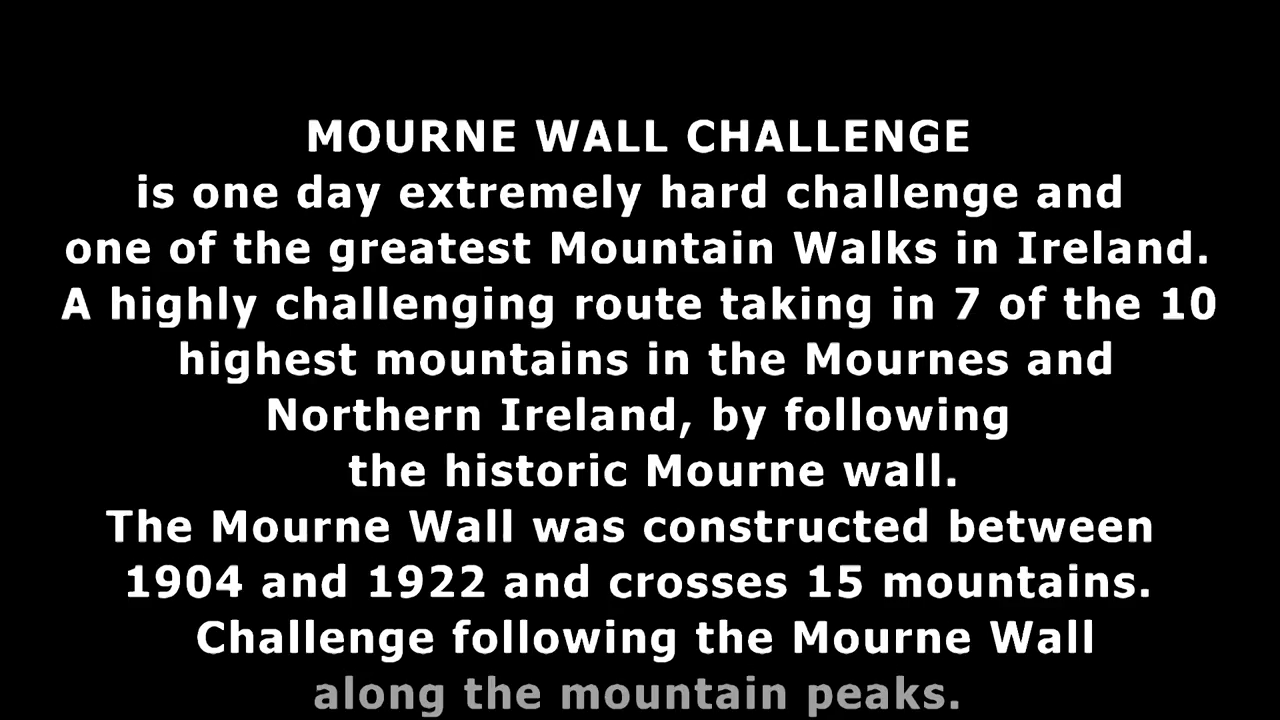 MOURNE WALL CHALLENGE
is one day extremely hard challenge and
one of the greatest Mountain Walks in Ireland.
A highly challenging route taking in 7 of the 10
highest mountains in the Mournes and
Northern Ireland, by following
the historic Mourne wall.
The Mourne Wall was constructed between
1904 and 1922 and crosses 15 mountains.
Challenge following the Mourne Wall
along the mountain peaks.